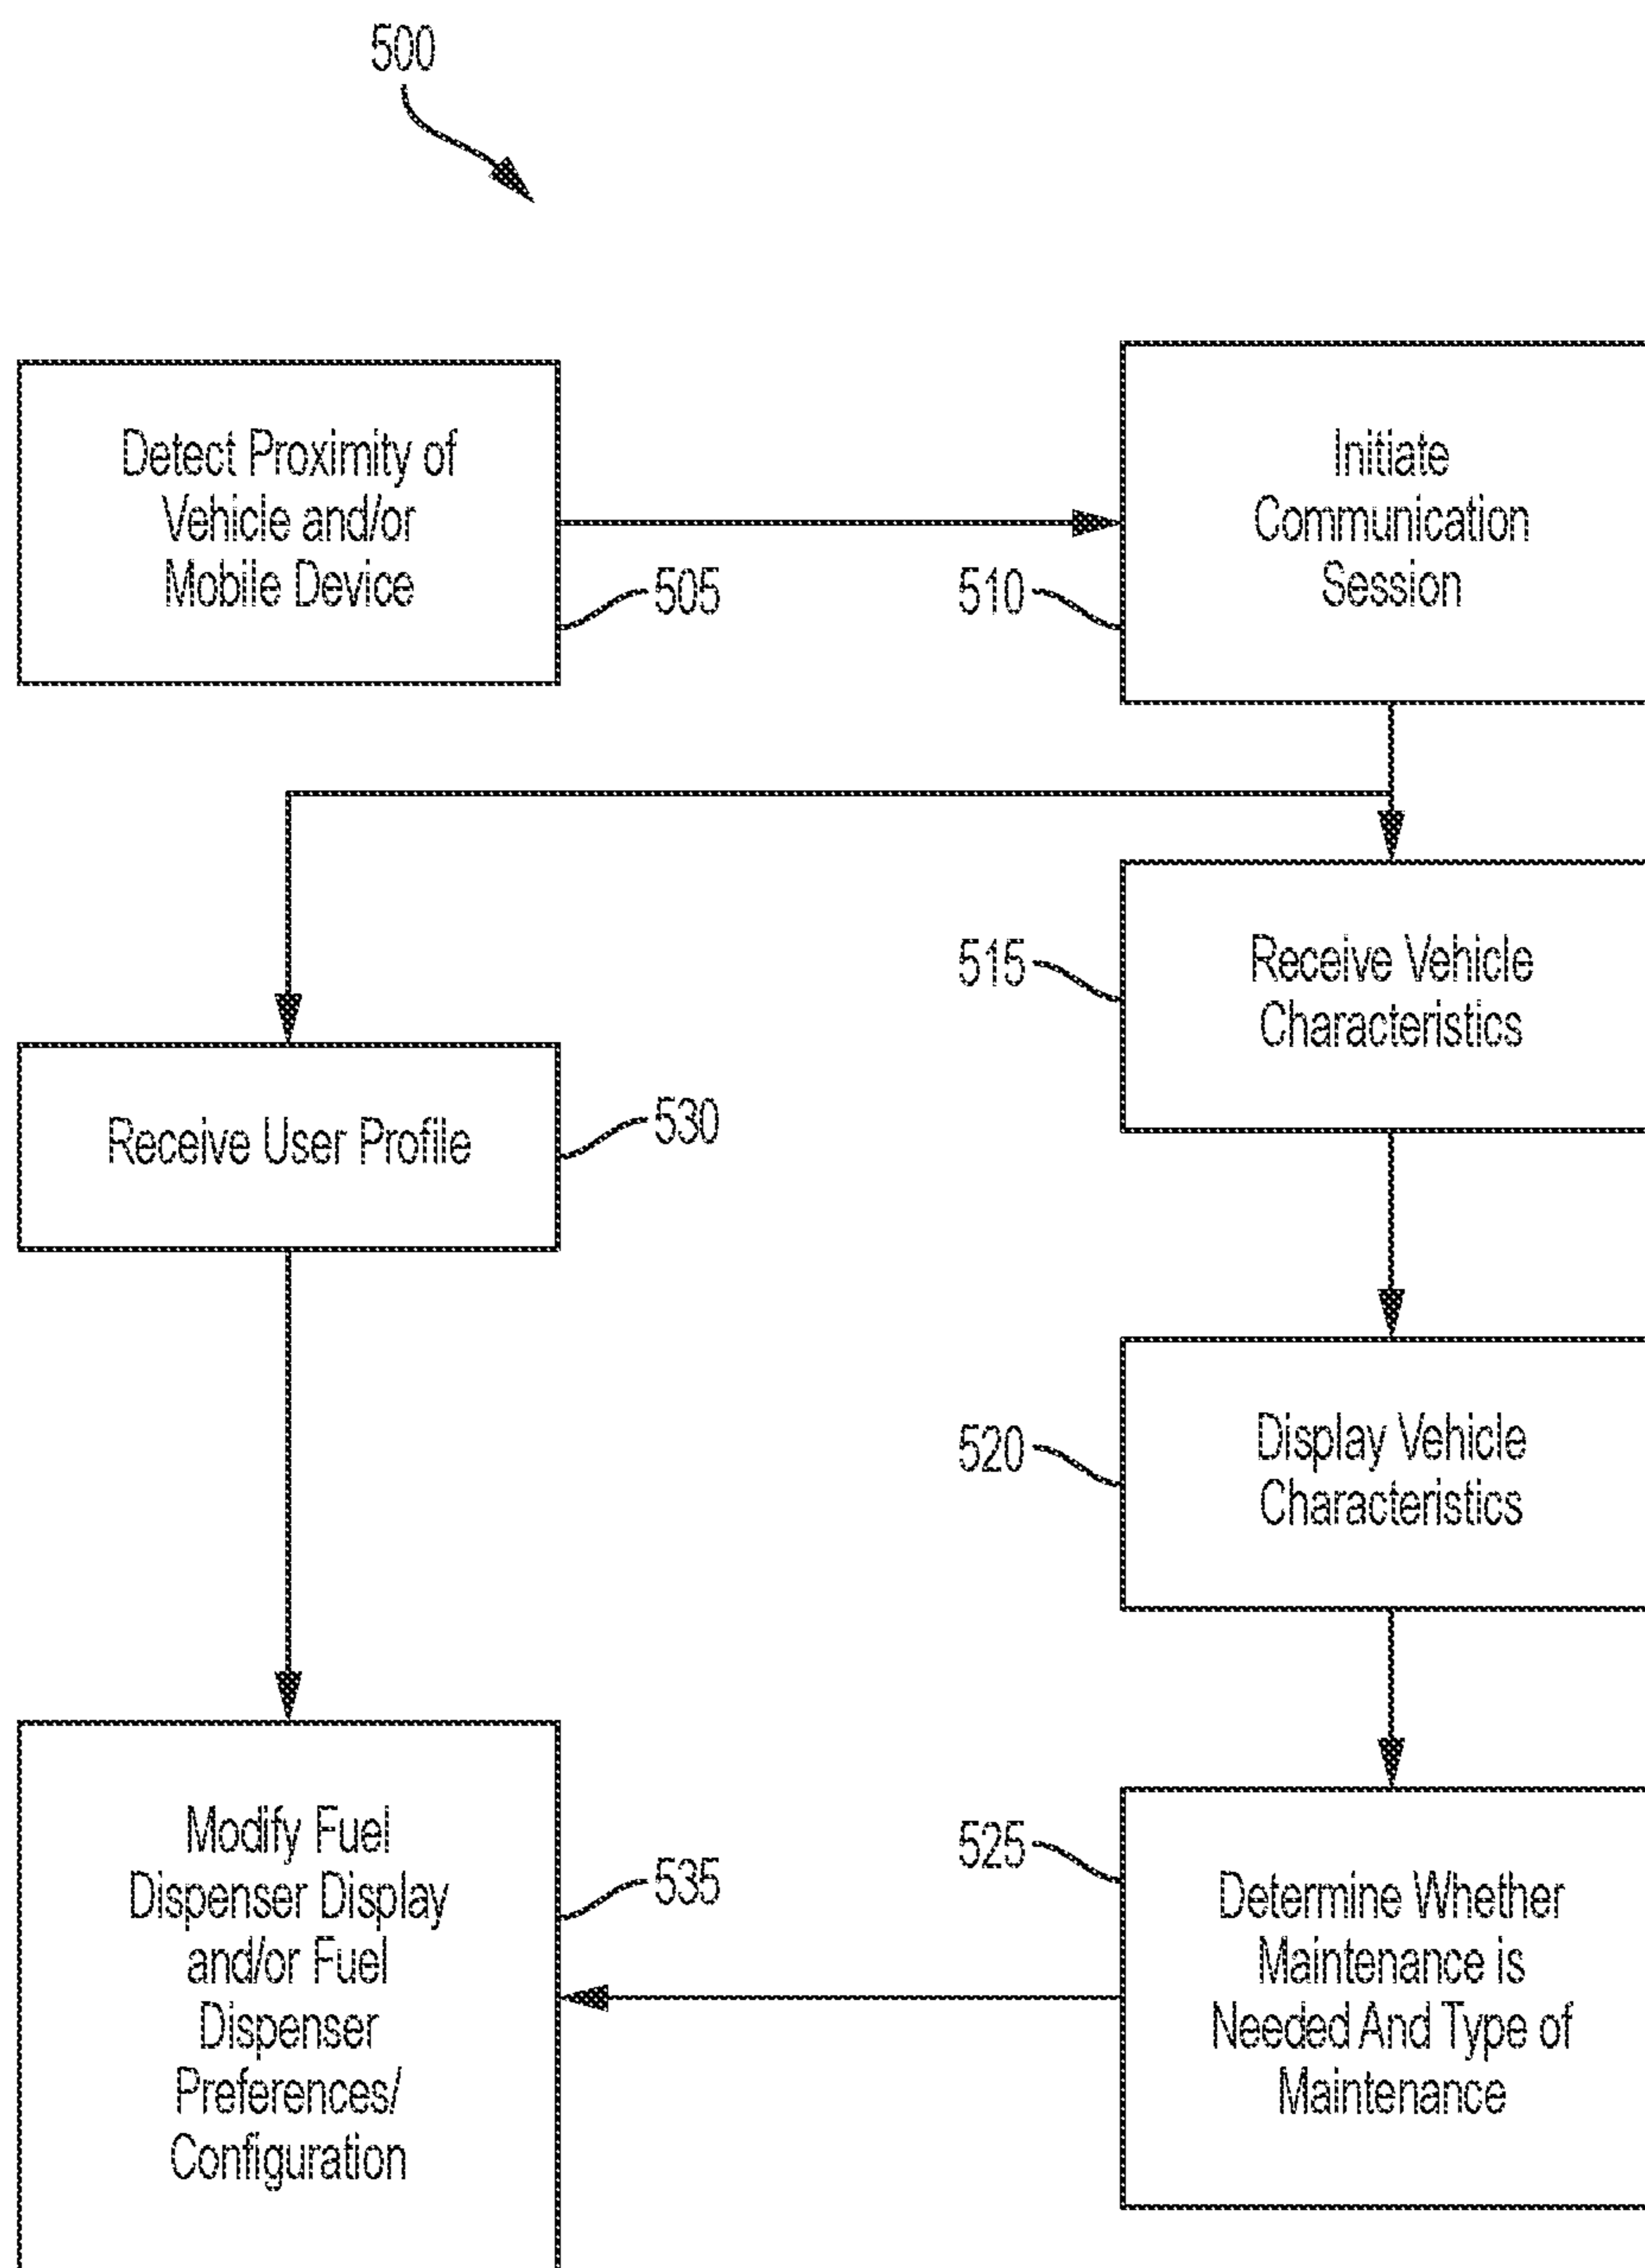 500
Detect Proximity of
Vehicle and/or
Mobile Device
505
510
Initiate
Communication
Session
515
Receive Vehicle
Characteristics
Receive User Profile
530
520
Display Vehicle
Characteristics
Modify Fuel
Dispenser Display
and/or Fuel
Dispenser
Preferences/
Configuration
535
525
Determine Whether
Maintenance is
Needed And Type of
Maintenance